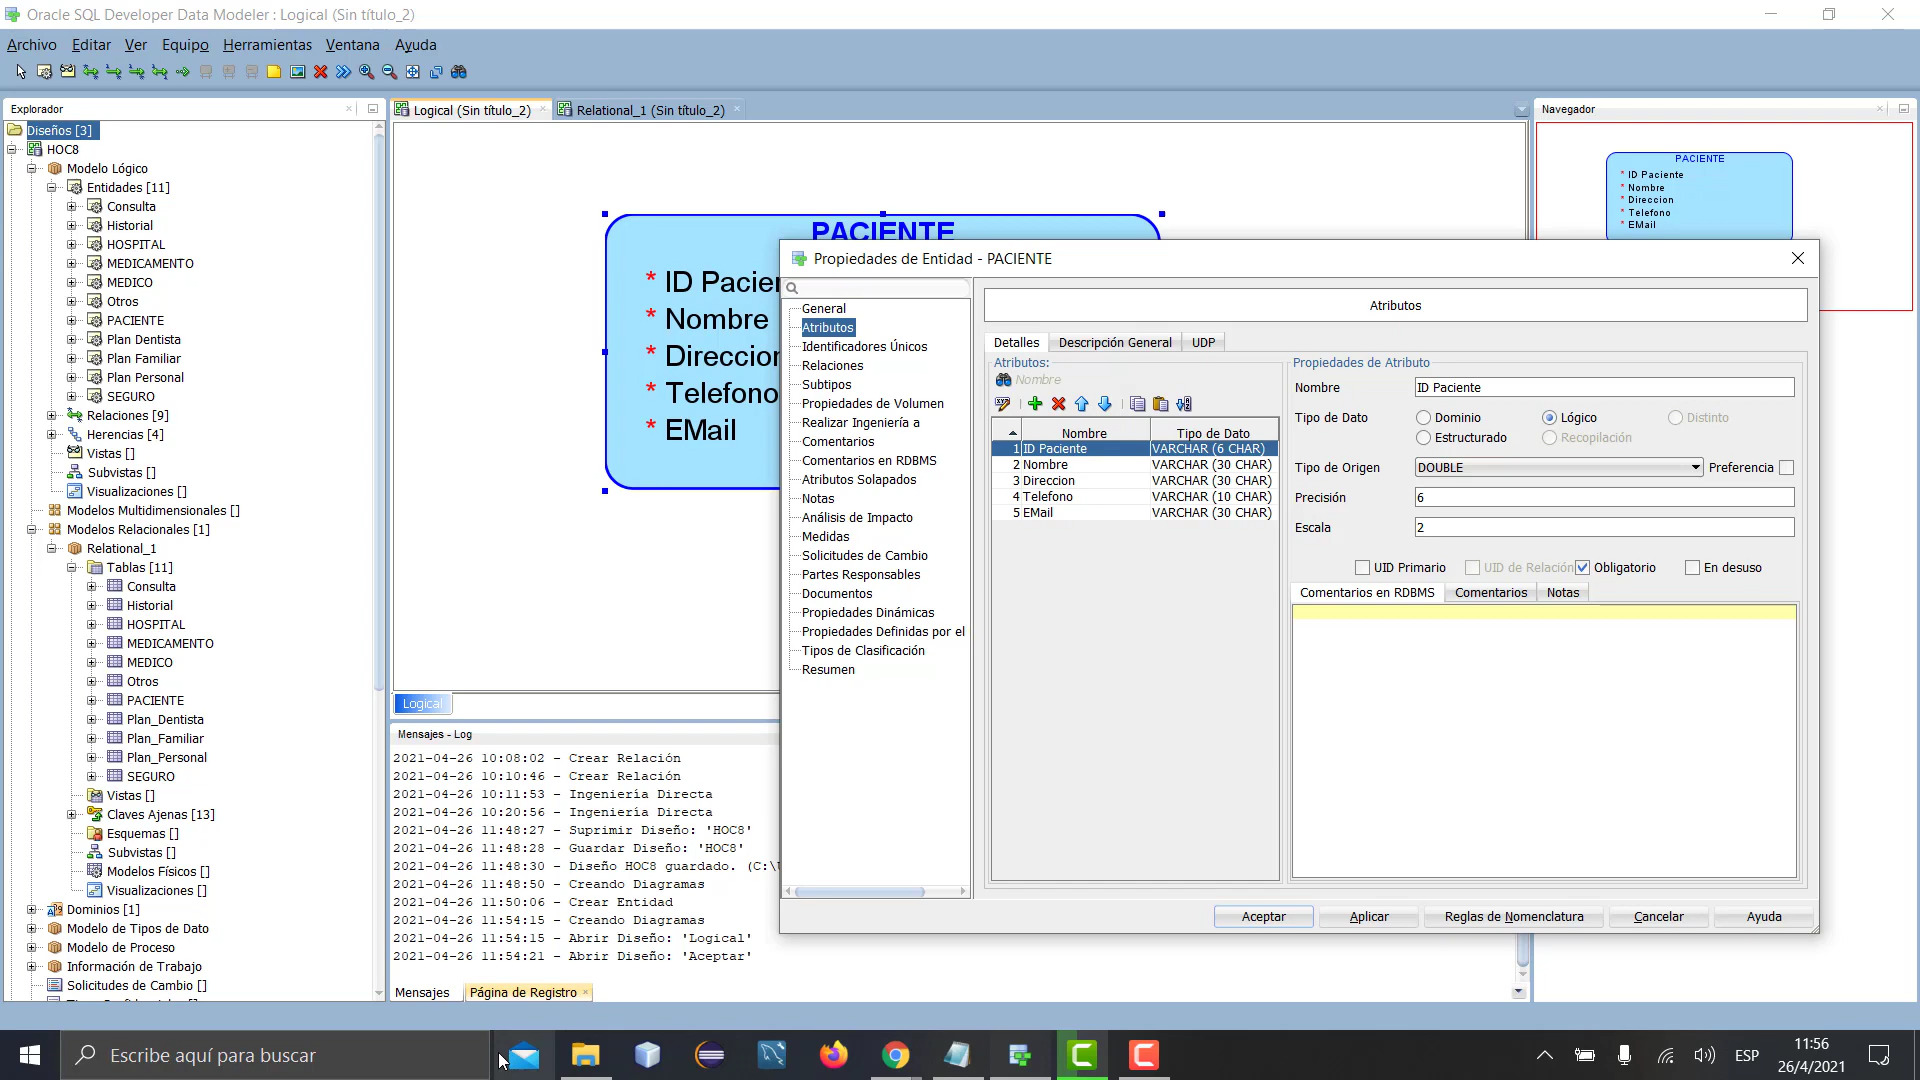 Oracle SQL Developer Data Modeler : Logical (Sin título_2)
Archivo Editar Ver Equipo Herramientas Ventana Ayuda
Explorador
Diseños [3]
HOC8
Modelo Lógico
Entidades [11]
Consulta
Historial
HOSPITAL
MEDICAMENTO
MEDICO
Otros
PACIENTE
Plan Dentista
Plan Familiar
Plan Personal
SEGURO
Relaciones [9]
Herencias [4]
Vistas []
Subvistas []
Visualizaciones []
Modelos Multidimensionales []
Modelos Relacionales [1]
Relational_1
Tablas [11]
Consulta
Historial
HOSPITAL
MEDICAMENTO
MEDICO
Otros
PACIENTE
Plan_Dentista
Plan_Familiar
Plan_Personal
SEGURO
Vistas []
Claves Ajenas [13]
Esquemas []
Subvistas []
Modelos Físicos []
Visualizaciones []
Dominios [1]
Modelo de Tipos de Dato
Modelo de Proceso
Información de Trabajo
Solicitudes de Cambio []
Logical (Sin título_2)
Relational_1 (Sin título_2)
PACIENTE
* ID Pacien
* Nombre
* Direccion
* Telefono
* EMail
Logical
Mensajes - Log
2021-04-26 10:08:02 - Crear Relación
2021-04-26 10:10:46 - Crear Relación
2021-04-26 10:11:53 - Ingeniería Directa
2021-04-26 10:20:56 - Ingeniería Directa
2021-04-26 11:48:27 - Suprimir Diseño: 'HOC8'
2021-04-26 11:48:28 - Guardar Diseño: 'HOC8'
2021-04-26 11:48:30 - Diseño HOC8 guardado. (C:\
2021-04-26 11:48:50 - Creando Diagramas
2021-04-26 11:50:06 - Crear Entidad
2021-04-26 11:54:15 - Creando Diagramas
2021-04-26 11:54:15 - Abrir Diseño: 'Logical'
2021-04-26 11:54:21 - Abrir Diseño: 'Aceptar'
Mensajes
Página de Registro
Navegador
PACIENTE
* ID Paciente
* Nombre
* Direccion
* Telefono
* EMail
Propiedades de Entidad - PACIENTE
General
Atributos
Identificadores Únicos
Relaciones
Subtipos
Propiedades de Volumen
Realizar Ingeniería a
Comentarios
Comentarios en RDBMS
Atributos Solapados
Notas
Análisis de Impacto
Medidas
Solicitudes de Cambio
Partes Responsables
Documentos
Propiedades Dinámicas
Propiedades Definidas por el
Tipos de Clasificación
Resumen
Atributos
Detalles Descripción General UDP
Atributos:
Nombre
Nombre Tipo de Dato
1 ID Paciente VARCHAR (6 CHAR)
2 Nombre VARCHAR (30 CHAR)
3 Direccion VARCHAR (30 CHAR)
4 Telefono VARCHAR (10 CHAR)
5 EMail VARCHAR (30 CHAR)
Propiedades de Atributo
Nombre ID Paciente
Tipo de Dato Dominio Lógico Distinto
Estructurado Recopilación
Tipo de Origen DOUBLE Preferencia
Precisión 6
Escala 2
UID Primario UID de Relación Obligatorio En desuso
Comentarios en RDBMS Comentarios Notas
Aceptar Aplicar Reglas de Nomenclatura Cancelar Ayuda
Escribe aquí para buscar
ESP
11:56
26/4/2021